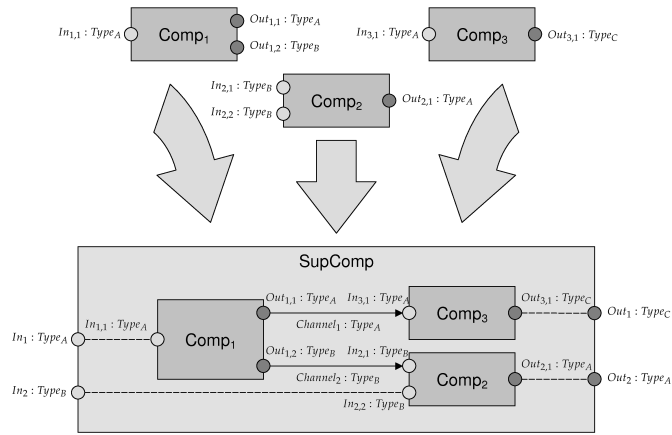 In1,1 : TypeA
Comp1
Out1,1 : TypeA
Out1,2 : TypeB
In3,1 : TypeA
Comp3
Out3,1 : TypeC
In2,1 : TypeB
In2,2 : TypeB
Comp2
Out2,1 : TypeA
SupComp
In1 : TypeA
In1,1 : TypeA
Comp1
Out1,1 : TypeA
In3,1 : TypeA
Channel1 : TypeA
Comp3
Out3,1 : TypeC
Out1 : TypeC
Out1,2 : TypeB
In2,1 : TypeB
Channel2 : TypeB
Comp2
Out2,1 : TypeA
Out2 : TypeA
In2 : TypeB
In2,2 : TypeB